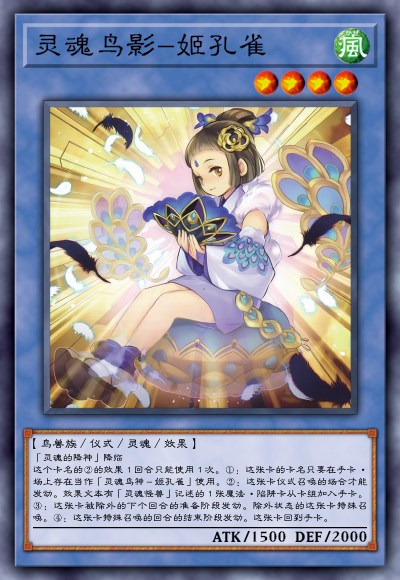 灵魂鸟影-姬孔雀
風
【鸟兽族/仪式/灵魂/效果】
「灵魂的降神」降临
这个卡名的②的效果1回合只能使用1次。①：这张卡的卡名只要在手卡·
场上存在当作「灵魂鸟神-姬孔雀」使用。②：这张卡仪式召唤的场合才能
发动。效果文本有「灵魂怪兽」记述的1张魔法·陷阱卡从卡组加入手卡。
③：这张卡被除外的下个回合的准备阶段发动。除外状态的这张卡特殊召
唤。④：这张卡特殊召唤的回合的结束阶段发动。这张卡回到手卡。
ATK/1500 DEF/2000